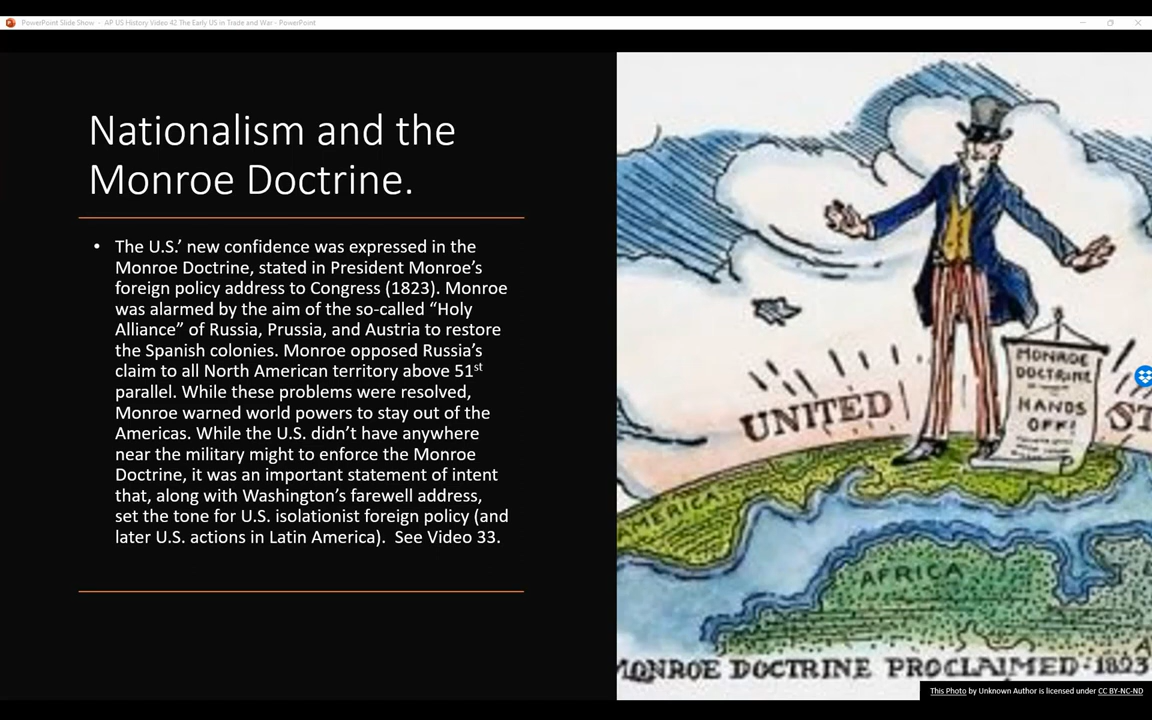 PowerPoint Slide Show - AP US History Video 42 The Early US in Trade and War - PowerPoint
Nationalism and the
Monroe Doctrine.
• The U.S.’ new confidence was expressed in the
Monroe Doctrine, stated in President Monroe’s
foreign policy address to Congress (1823). Monroe
was alarmed by the aim of the so-called “Holy
Alliance” of Russia, Prussia, and Austria to restore
the Spanish colonies. Monroe opposed Russia’s
claim to all North American territory above 51st
parallel. While these problems were resolved,
Monroe warned world powers to stay out of the
Americas. While the U.S. didn’t have anywhere
near the military might to enforce the Monroe
Doctrine, it was an important statement of intent
that, along with Washington’s farewell address,
set the tone for U.S. isolationist foreign policy (and
later U.S. actions in Latin America). See Video 33.
MONROE
DOCTRINE
HANDS
OFF!
UNITED ST
MERICA
AFRICA
MONROE DOCTRINE PROCLAIMED-1823
This Photo by Unknown Author is licensed under CC BY-NC-ND